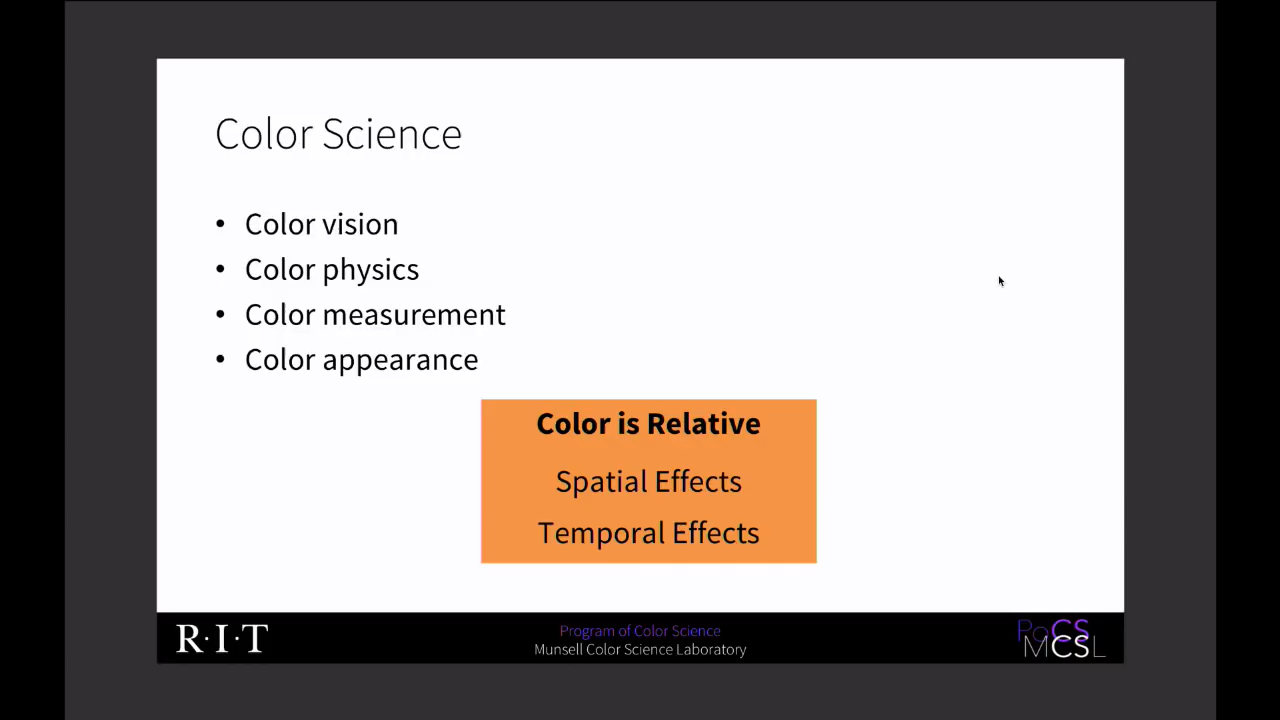 Color Science
• Color vision
• Color physics
• Color measurement
• Color appearance
Color is Relative
Spatial Effects
Temporal Effects
R·I·T
Program of Color Science
Munsell Color Science Laboratory
PoCS
MCSL